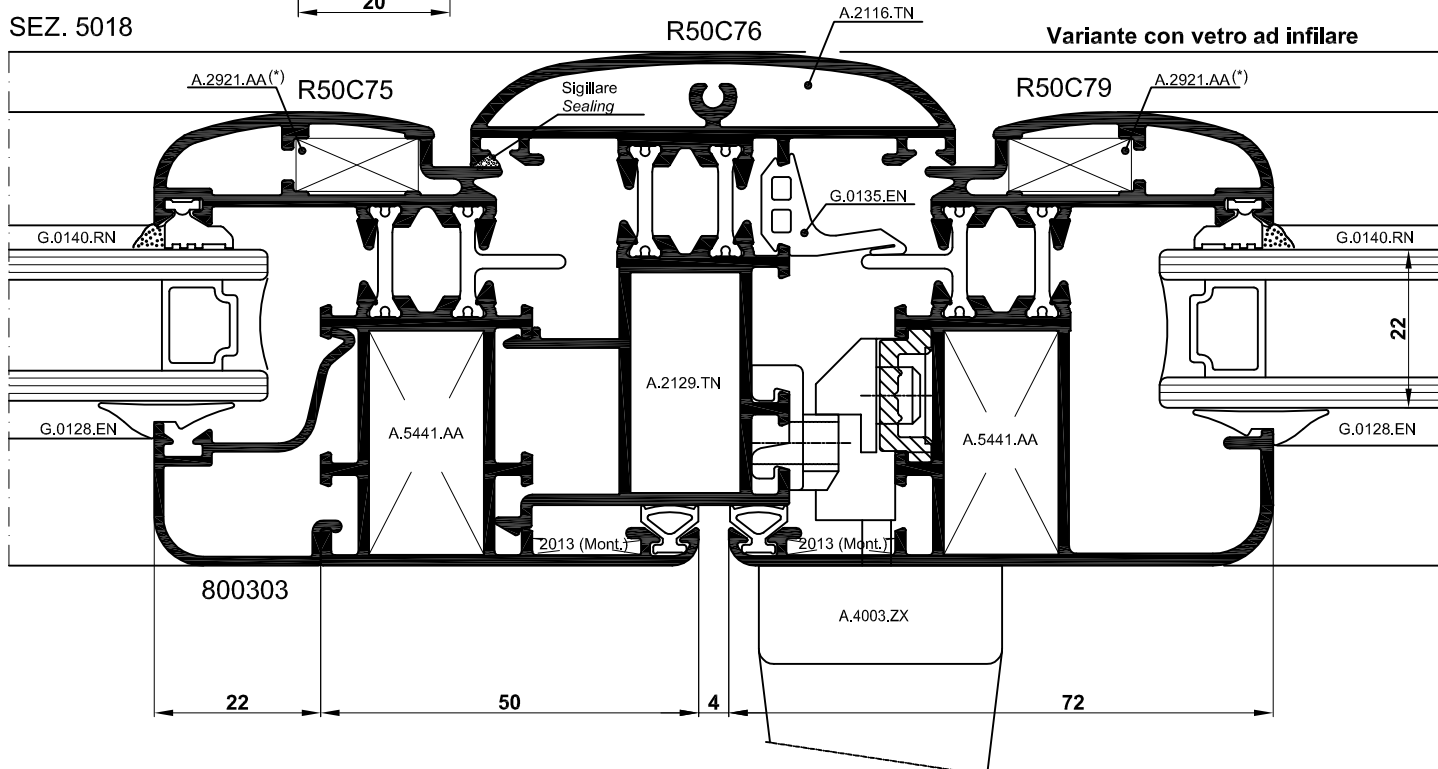 20
SEZ. 5018
R50C76
A.2116.TN
Variante con vetro ad infilare
A.2921.AA(*)
R50C75
Sigillare
Sealing
R50C79
A.2921.AA(*)
G.0135.EN
G.0140.RN
G.0140.RN
22
A.2129.TN
A.5441.AA
A.5441.AA
G.0128.EN
G.0128.EN
2013 (Mont.)
2013 (Mont.)
800303
A.4003.ZX
22
50
4
72